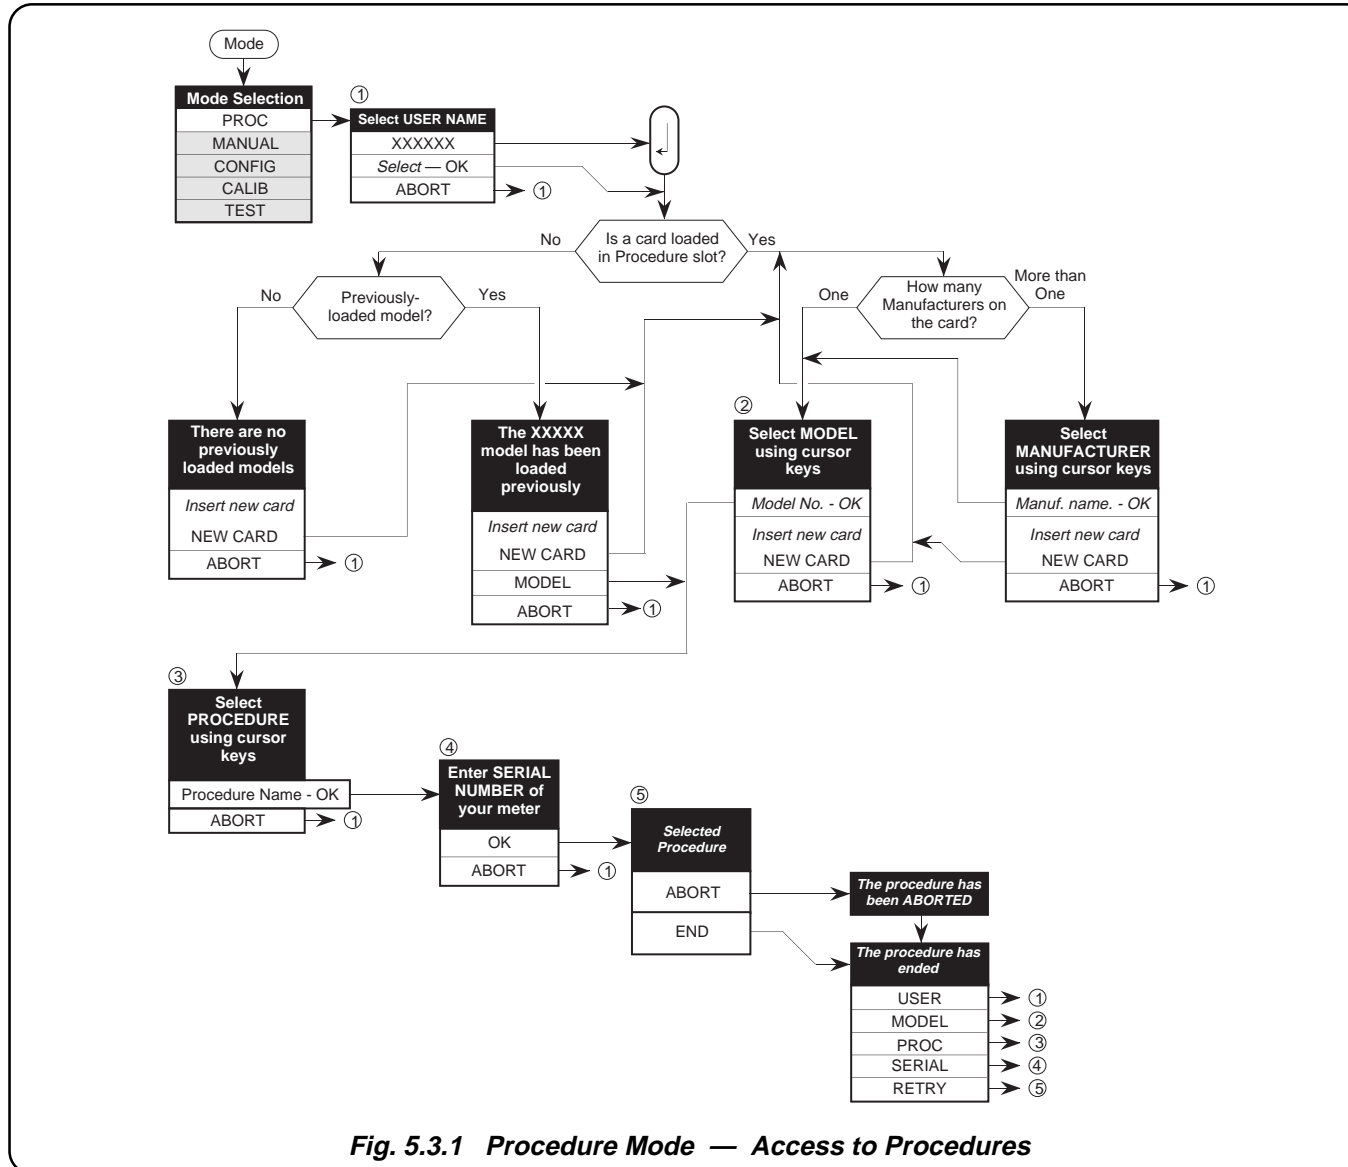 Mode
Mode Selection
PROC
MANUAL
CONFIG
CALIB
TEST
①
Select USER NAME
XXXXXX
Select — OK
ABORT
①
Is a card loaded
in Procedure slot?
No
Yes
Previously-
loaded model?
No
Yes
How many
Manufacturers on
the card?
One
More than
One
There are no
previously
loaded models
Insert new card
NEW CARD
ABORT
①
The XXXXX
model has been
loaded
previously
Insert new card
NEW CARD
MODEL
ABORT
①
②
Select MODEL
using cursor
keys
Model No. - OK
Insert new card
NEW CARD
ABORT
①
Select
MANUFACTURER
using cursor keys
Manuf. name. - OK
Insert new card
NEW CARD
ABORT
①
③
Select
PROCEDURE
using cursor
keys
Procedure Name - OK
ABORT
①
④
Enter SERIAL
NUMBER of
your meter
OK
ABORT
①
⑤
Selected
Procedure
ABORT
END
The procedure has
been ABORTED
The procedure has
ended
USER
①
MODEL
②
PROC
③
SERIAL
④
RETRY
⑤
Fig. 5.3.1 Procedure Mode — Access to Procedures